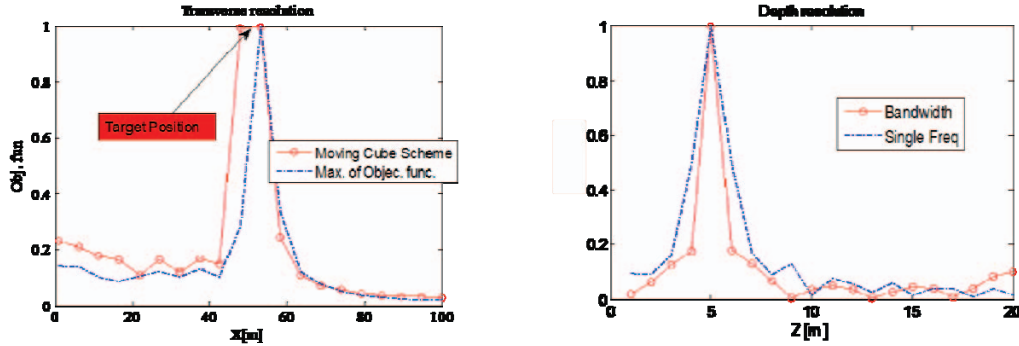 Transverse resolution
1
0.8
0.6
0.4
0.2
0
0
20
40
60
80
100
Obj. fun
X[m]
Target Position
Moving Cube Scheme
Max. of Objec. func.
Depth resolution
1
0.8
0.6
0.4
0.2
0
0
5
10
15
20
Z [m]
Bandwidth
Single Freq